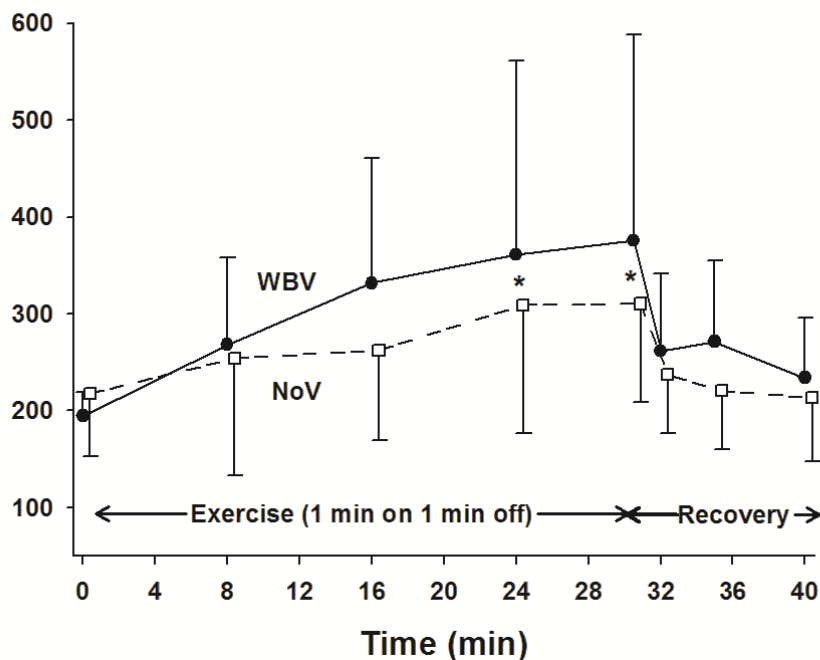 600
500
400
300
200
100
WBV
NoV
*
*
Exercise (1 min on 1 min off)
Recovery
0 4 8 12 16 20 24 28 32 36 40
Time (min)